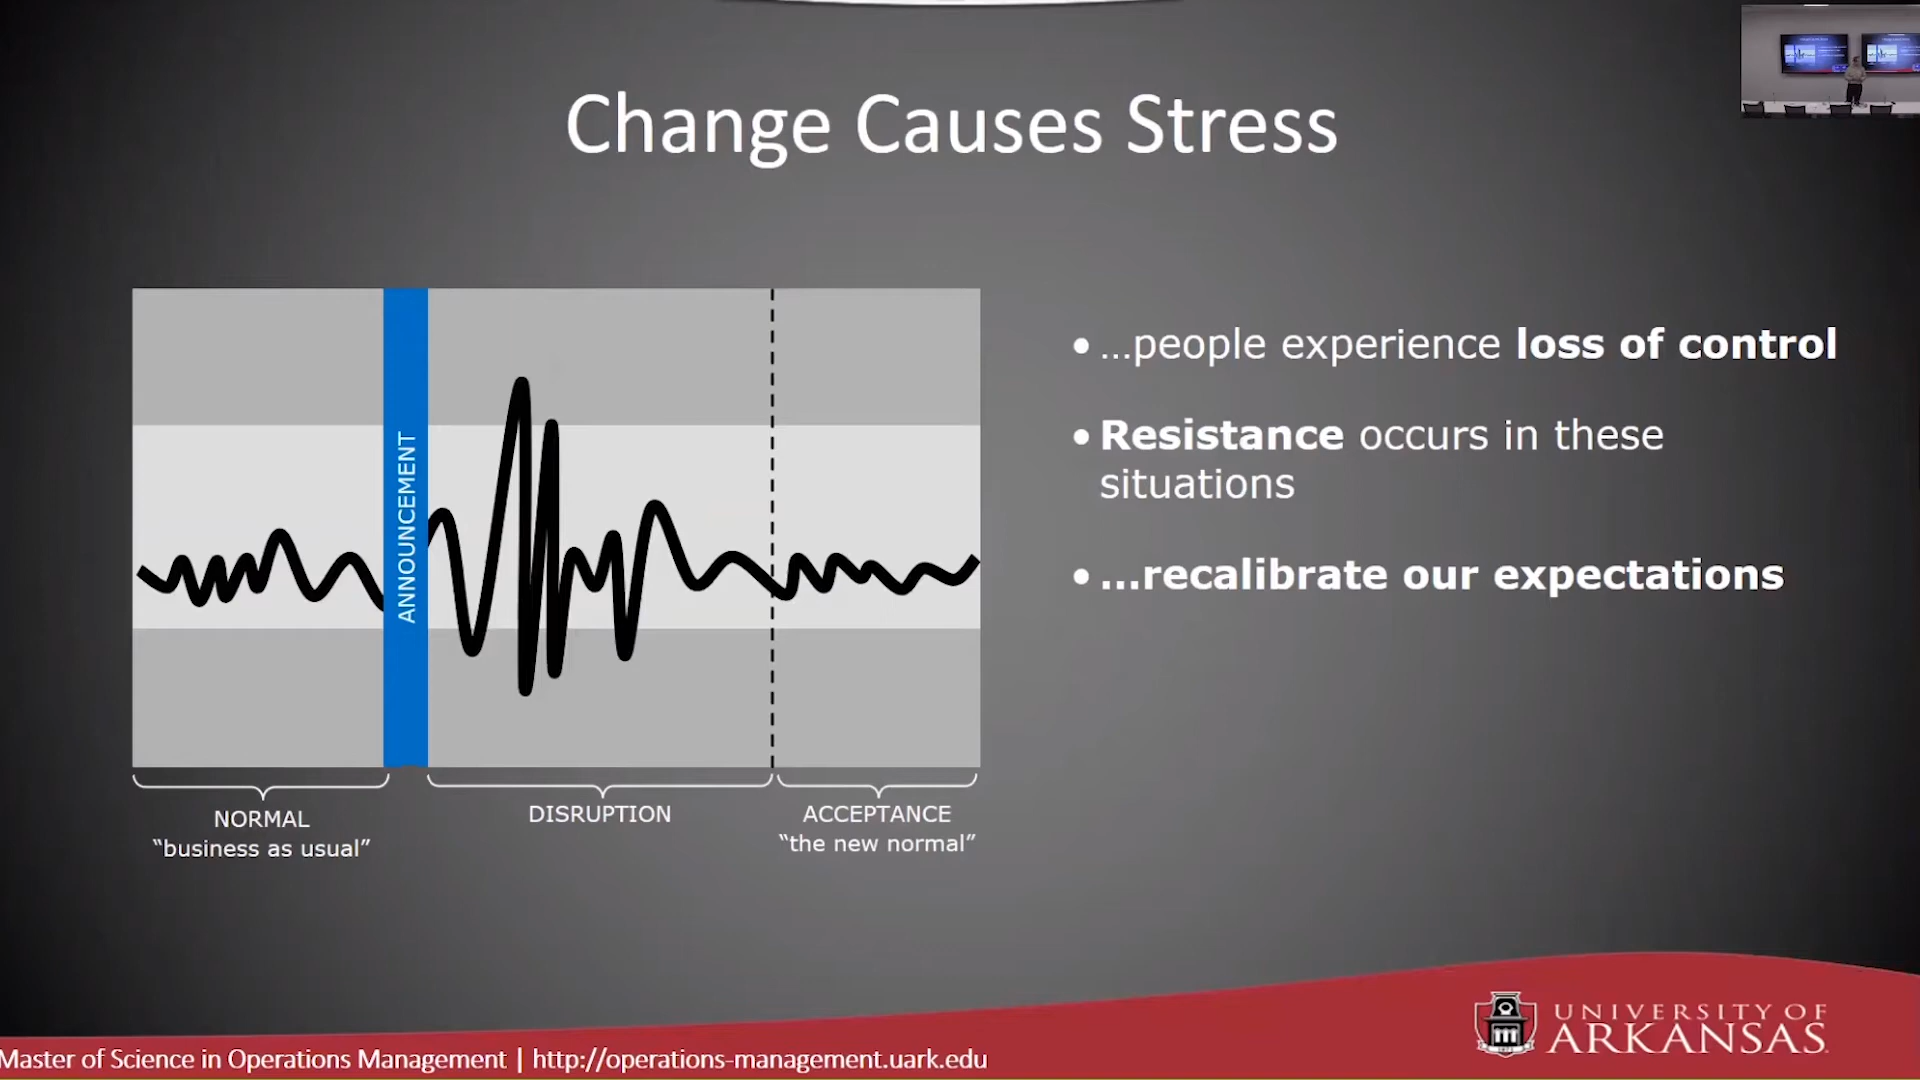 Change Causes Stress
ANNOUNCEMENT
NORMAL
“business as usual”
DISRUPTION
ACCEPTANCE
“the new normal”
• ...people experience loss of control
• Resistance occurs in these
situations
• ...recalibrate our expectations
Master of Science in Operations Management | http://operations-management.uark.edu
UNIVERSITY OF
ARKANSAS